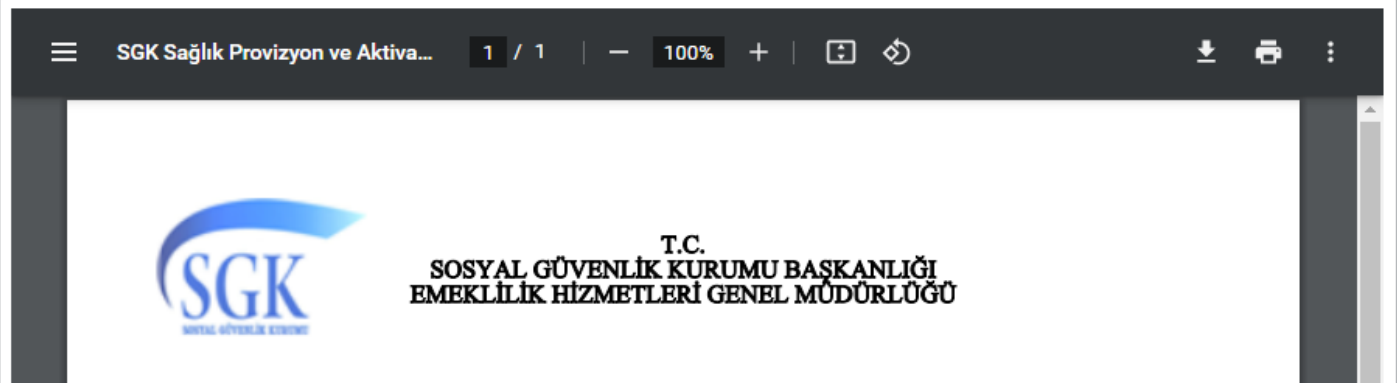 SGK Sağlık Provizyon ve Aktiva...
1 / 1
100%
T.C.
SOSYAL GÜVENLİK KURUMU BAŞKANLIĞI
EMEKLİLİK HİZMETLERİ GENEL MÜDÜRLÜĞÜ
SGK
SOSYAL GÜVENLİK KURUMU